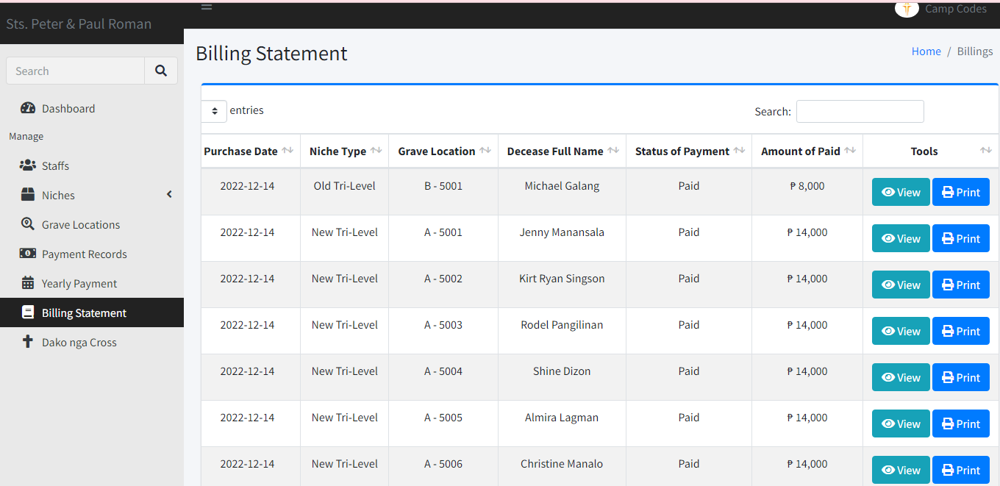 Sts. Peter & Paul Roman
Camp Codes
Search
Dashboard
Manage
Staffs
Niches
Grave Locations
Payment Records
Yearly Payment
Billing Statement
Dako nga Cross
Billing Statement
Home / Billings
entries
Search:
Purchase Date Niche Type Grave Location Decease Full Name Status of Payment Amount of Paid Tools
2022-12-14 Old Tri-Level B - 5001 Michael Galang Paid ₱ 8,000 View Print
2022-12-14 New Tri-Level A - 5001 Jenny Manansala Paid ₱ 14,000 View Print
2022-12-14 New Tri-Level A - 5002 Kirt Ryan Singson Paid ₱ 14,000 View Print
2022-12-14 New Tri-Level A - 5003 Rodel Pangilinan Paid ₱ 14,000 View Print
2022-12-14 New Tri-Level A - 5004 Shine Dizon Paid ₱ 14,000 View Print
2022-12-14 New Tri-Level A - 5005 Almira Lagman Paid ₱ 14,000 View Print
2022-12-14 New Tri-Level A - 5006 Christine Manalo Paid ₱ 14,000 View Print